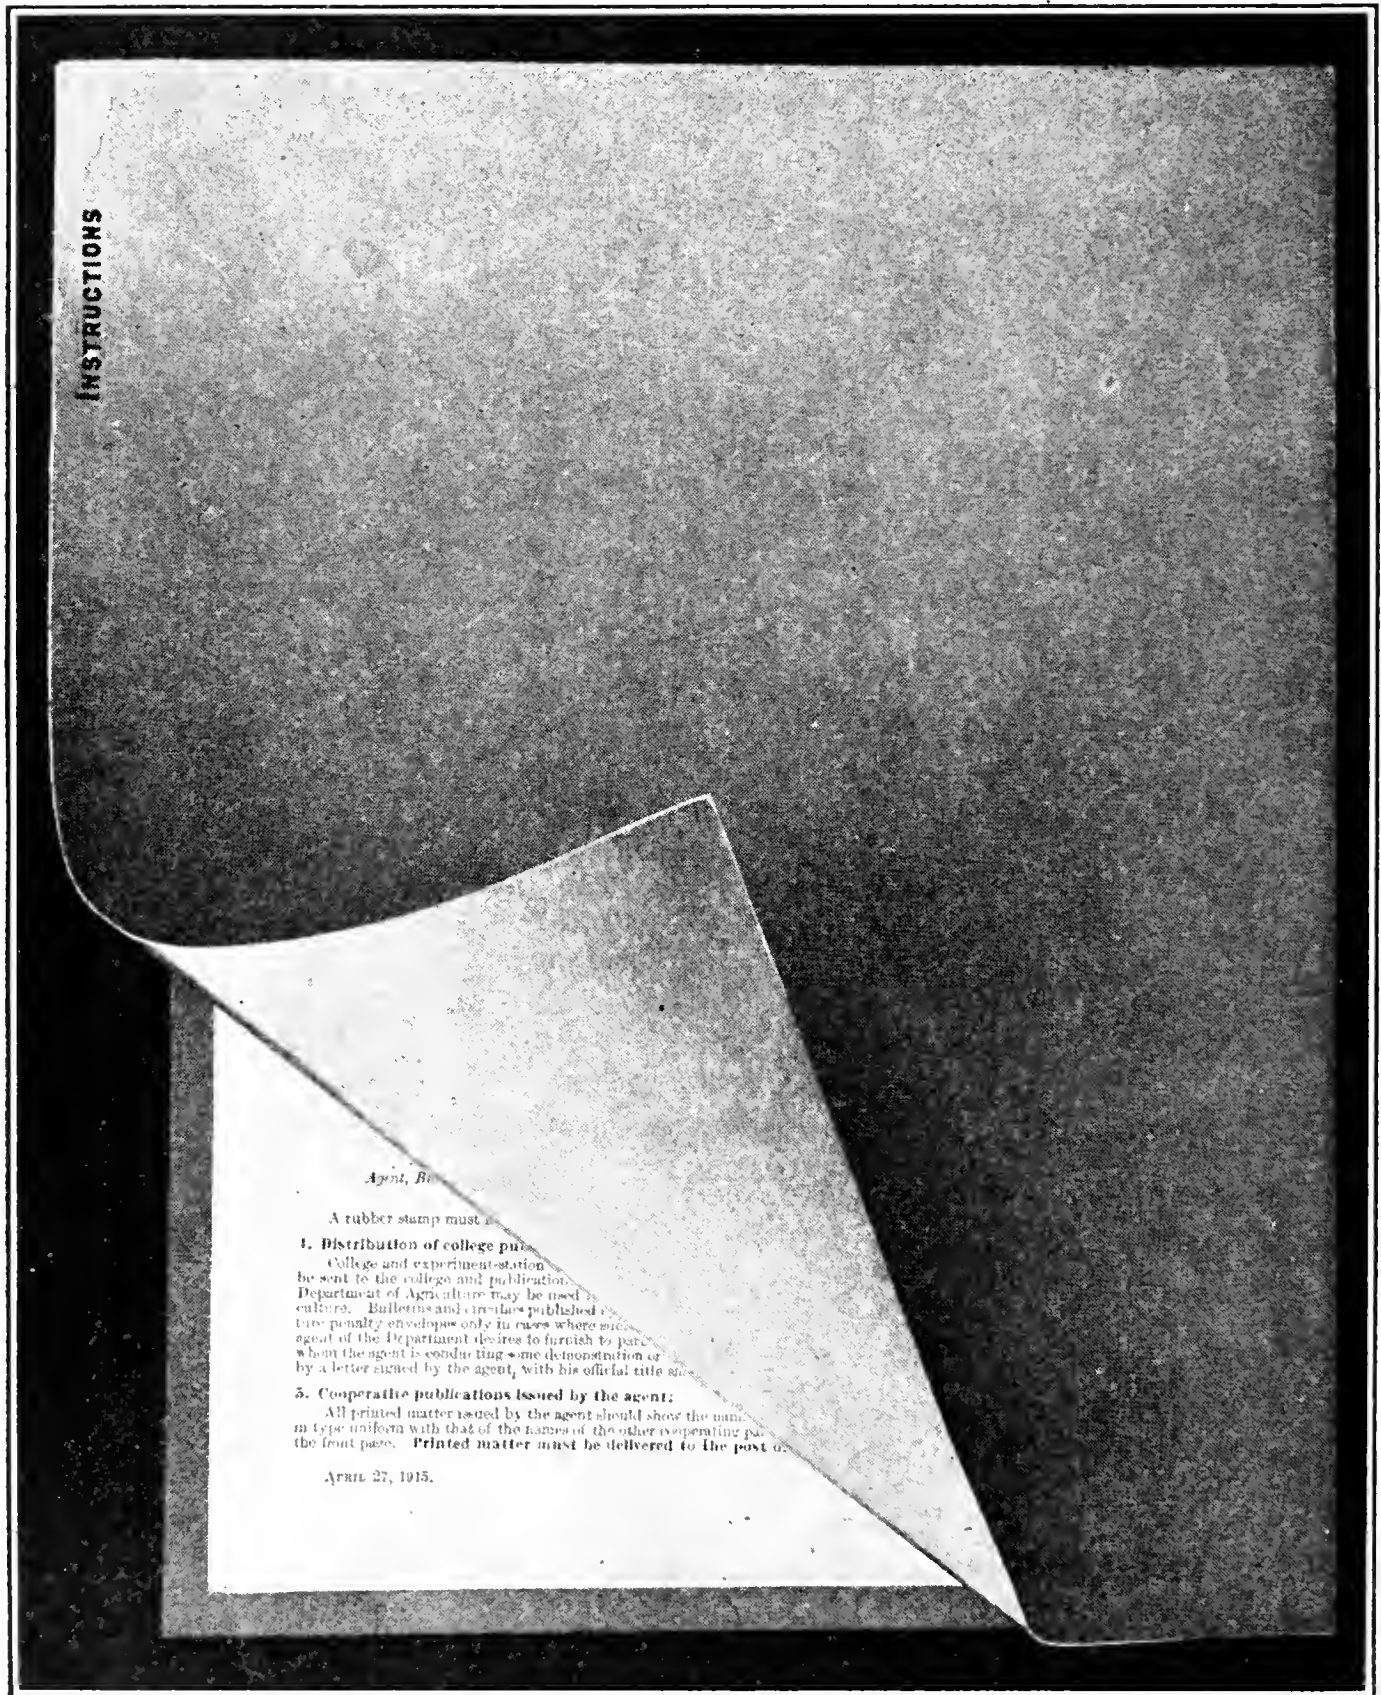 INSTRUCTIONS
Agent,
A rubber stamp must
4. Distribution of college
College and experiment-station
be sent to the college and
Department of Agriculture may be used
culture. Bulletins and circulars published
ture penalty envelopes only in cases where
agent of the Department desires to furnish to
whom the agent is conducting some demonstration or
by a letter signed by the agent, with his official title
5. Cooperative publications issued by the agent:
All printed matter issued by the agent should show the
in type uniform with that of the names of the other cooperating
the front page. Printed matter must be delivered to the post
APRIL 27, 1915.